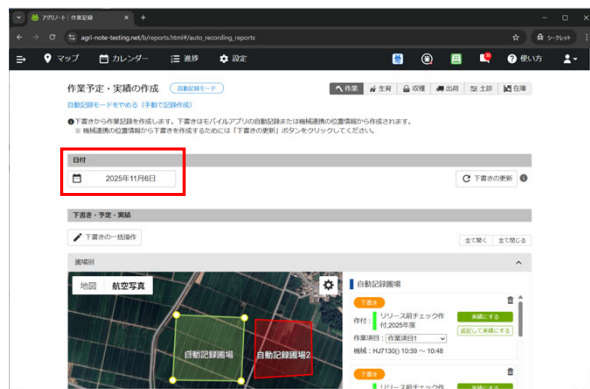 アグリノート | 作業記録
agri-note-testing.net/b/reports.html#/auto_recording_reports
シークレット
マップ カレンダー 一覧 設定 使い方
作業予定・実績の作成 自動記録モード
作業 生育 収穫 出荷 土診 在庫
自動記録モードをやめる(手動で記録作成)
下書きから作業記録を作成します。下書きはモバイルアプリの自動記録または機械連携の位置情報から作成されます。
※ 機械連携の位置情報から下書きを作成するためには「下書きの更新」ボタンをクリックしてください。
日付
2025年11月6日
下書きの更新
下書き・予定・実績
下書きの一括操作
全て開く 全て閉じる
圃場別
地図 航空写真
自動記録圃場
自動記録圃場2
自動記録圃場
下書き
作付: リリース前チェック作付,2025年度
実績にする
追記して実績にする
作業項目: 作業項目1
機械: HJ7130() 10:39 ～ 10:48
下書き
リリース前チェック作
実績にする